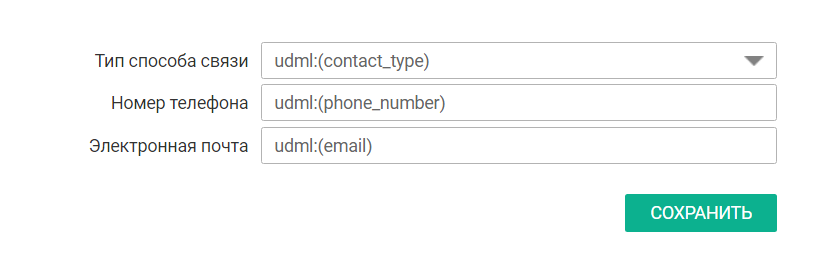 Тип способа связи udml:(contact_type)
Номер телефона udml:(phone_number)
Электронная почта udml:(email)
СОХРАНИТЬ